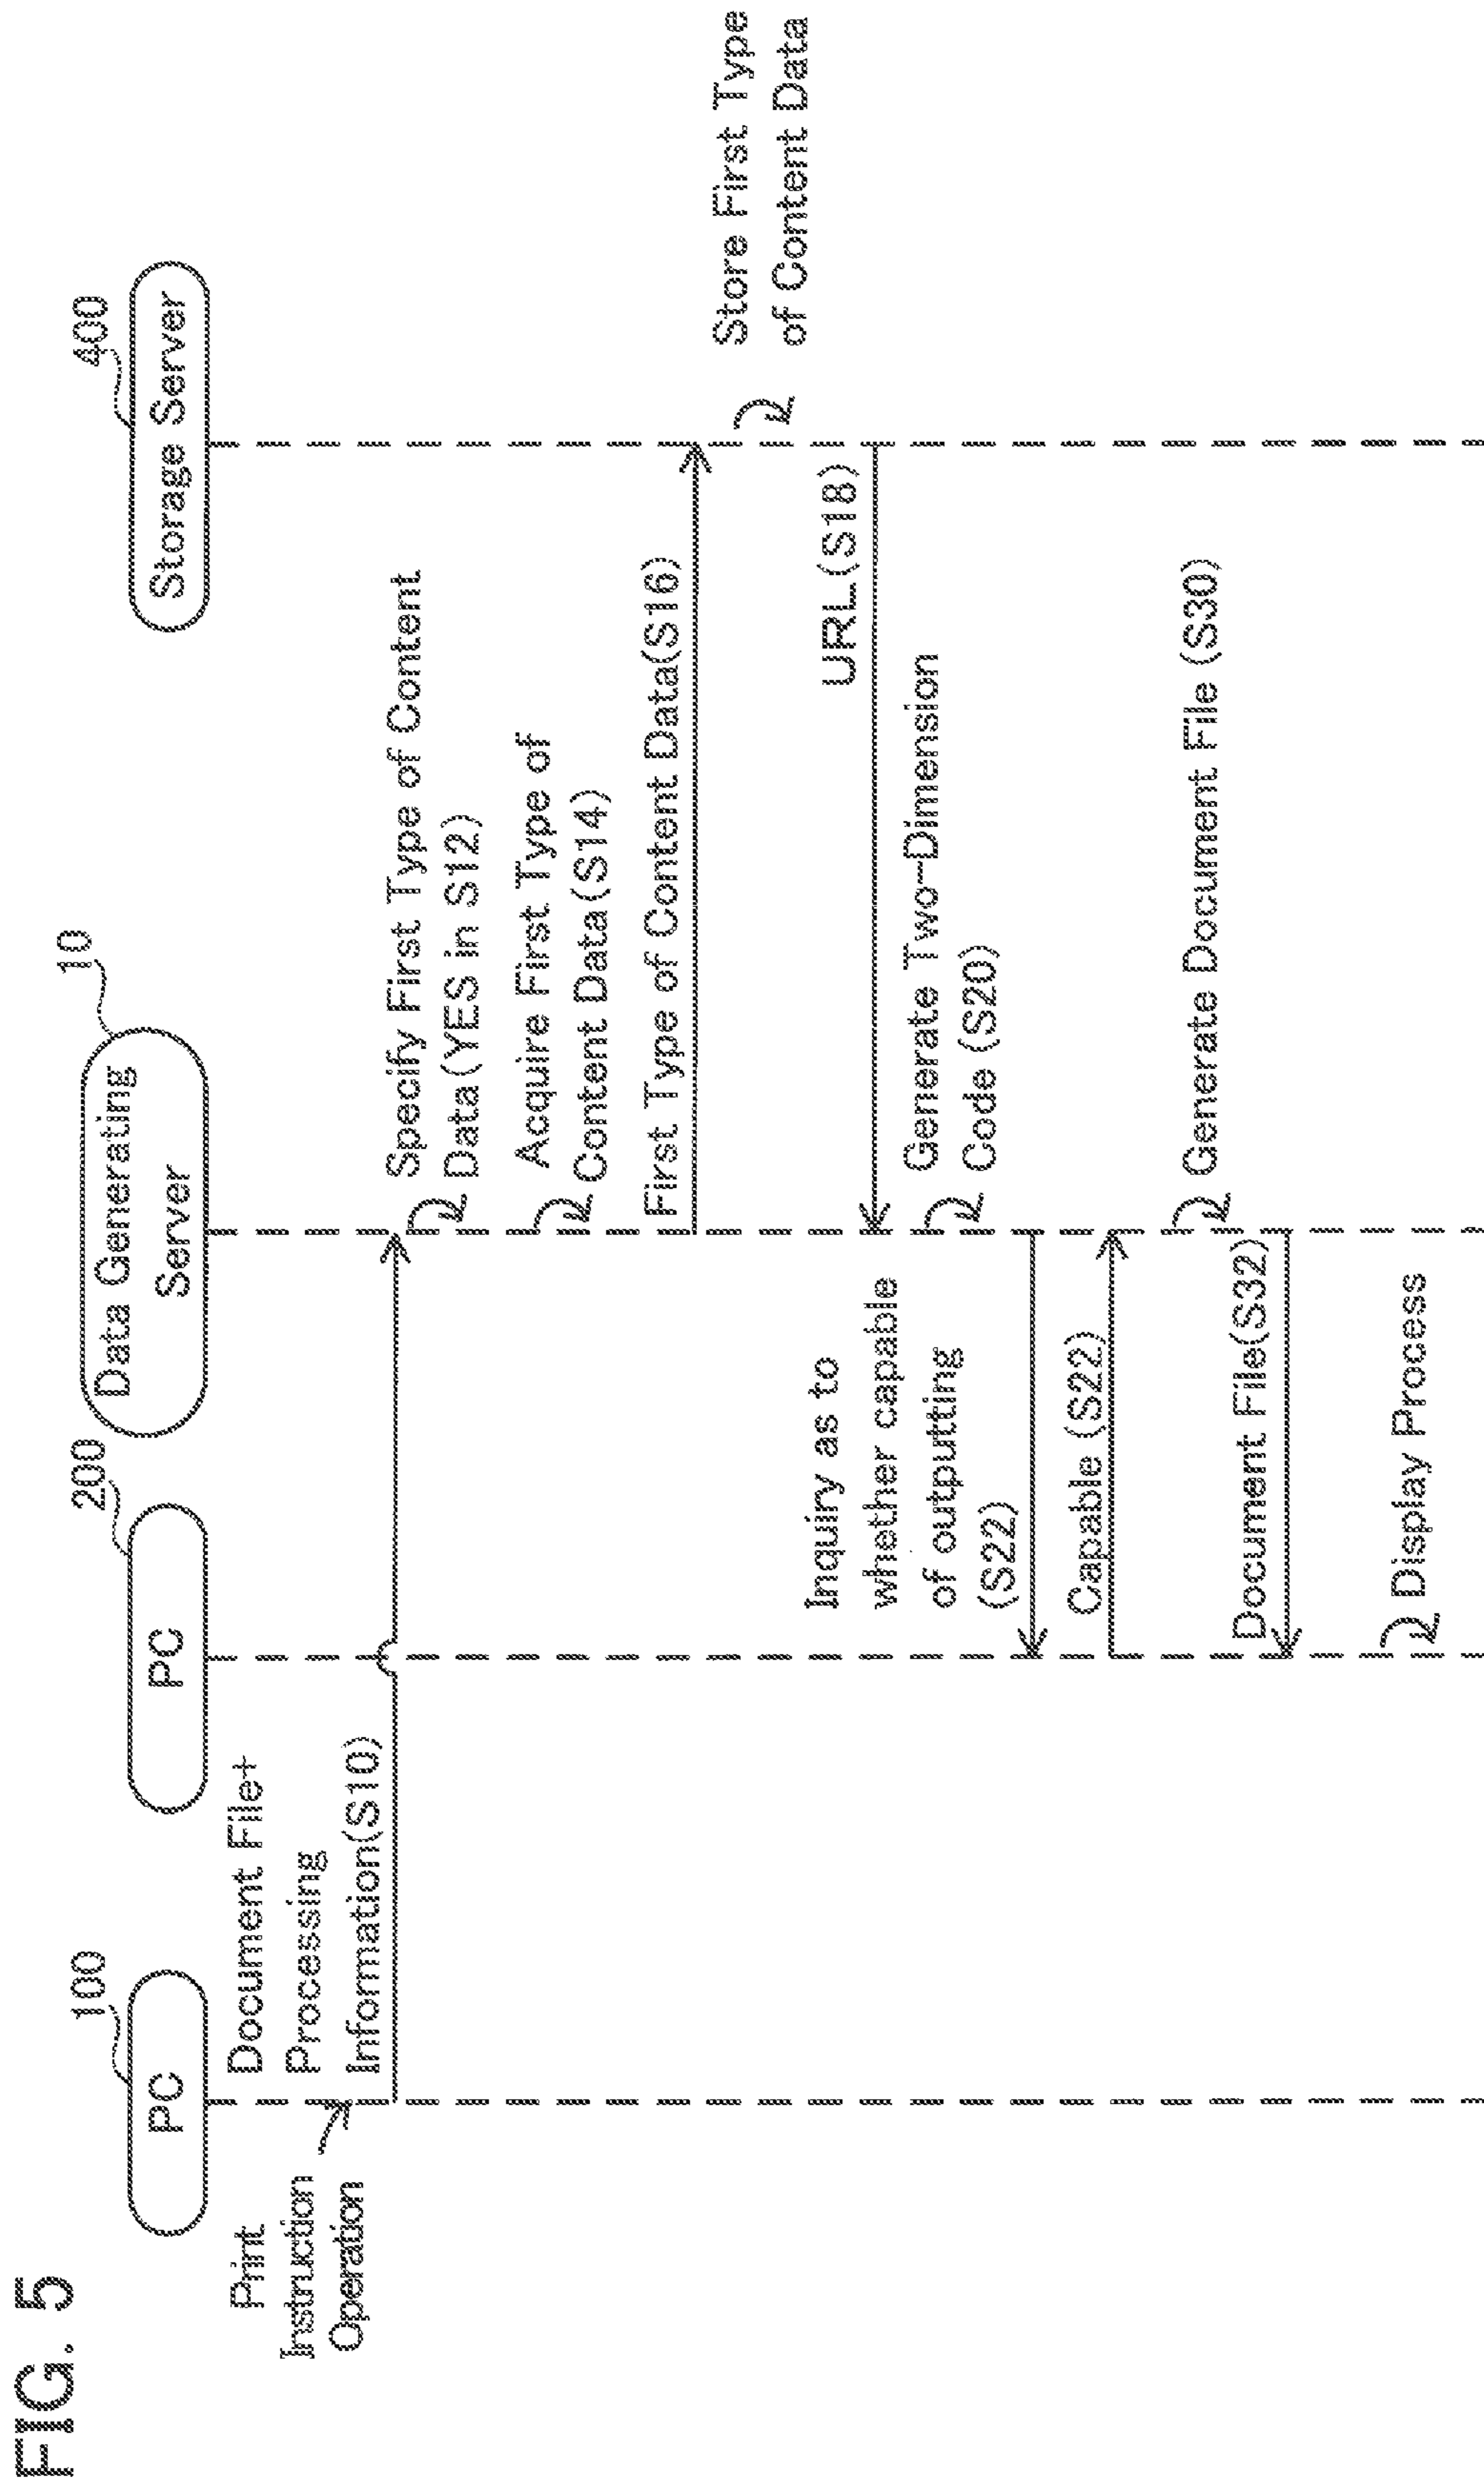 FIG. 5
100
PC
200
PC
10
Data Generating
Server
400
Storage Server
Print
Instruction
Operation
Document File+
Processing
Information(S10)
Specify First Type of Content
Data(YES in S12)
Acquire First Type of
Content Data(S14)
First Type of Content Data(S16)
Store First Type
of Content Data
URL(S18)
Generate Two-Dimension
Code (S20)
Inquiry as to
whether capable
of outputting
(S22)
Capable (S22)
Generate Document File (S30)
Document File(S32)
Display Process